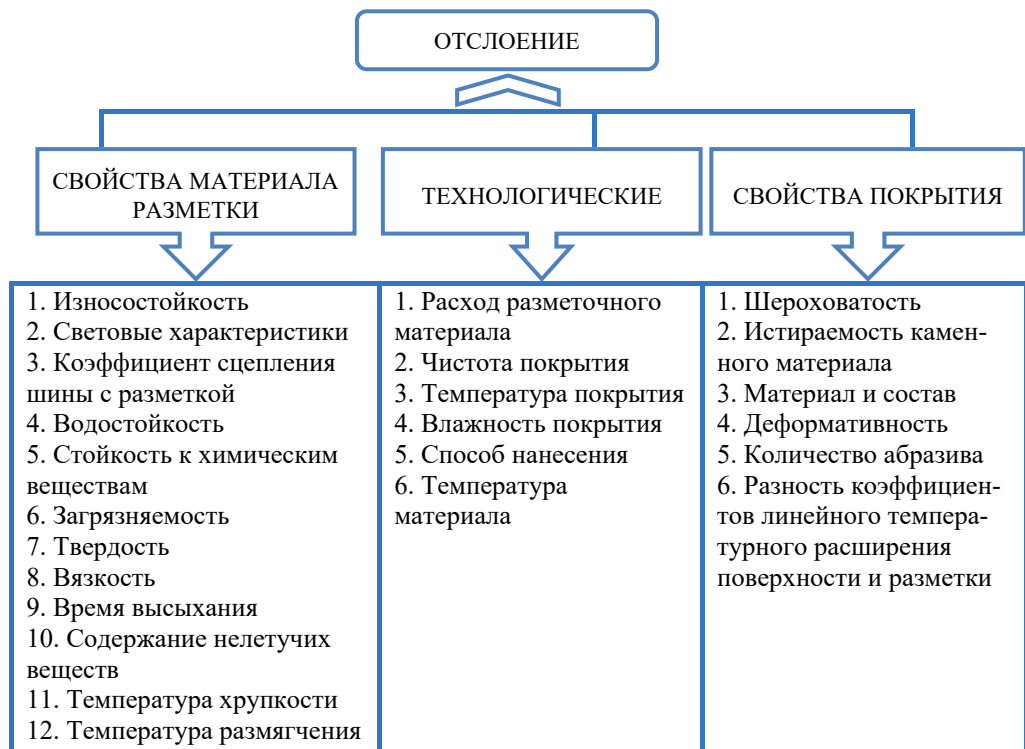 ОТСЛОЕНИЕ
СВОЙСТВА МАТЕРИАЛА
РАЗМЕТКИ
ТЕХНОЛОГИЧЕСКИЕ
СВОЙСТВА ПОКРЫТИЯ
1. Износостойкость
2. Световые характеристики
3. Коэффициент сцепления
шины с разметкой
4. Водостойкость
5. Стойкость к химическим
веществам
6. Загрязняемость
7. Твердость
8. Вязкость
9. Время высыхания
10. Содержание нелетучих
веществ
11. Температура хрупкости
12. Температура размягчения
1. Расход разметочного
материала
2. Чистота покрытия
3. Температура покрытия
4. Влажность покрытия
5. Способ нанесения
6. Температура
материала
1. Шероховатость
2. Истираемость камен-
ного материала
3. Материал и состав
4. Деформативность
5. Количество абразива
6. Разность коэффициен-
тов линейного темпера-
турного расширения
поверхности и разметки